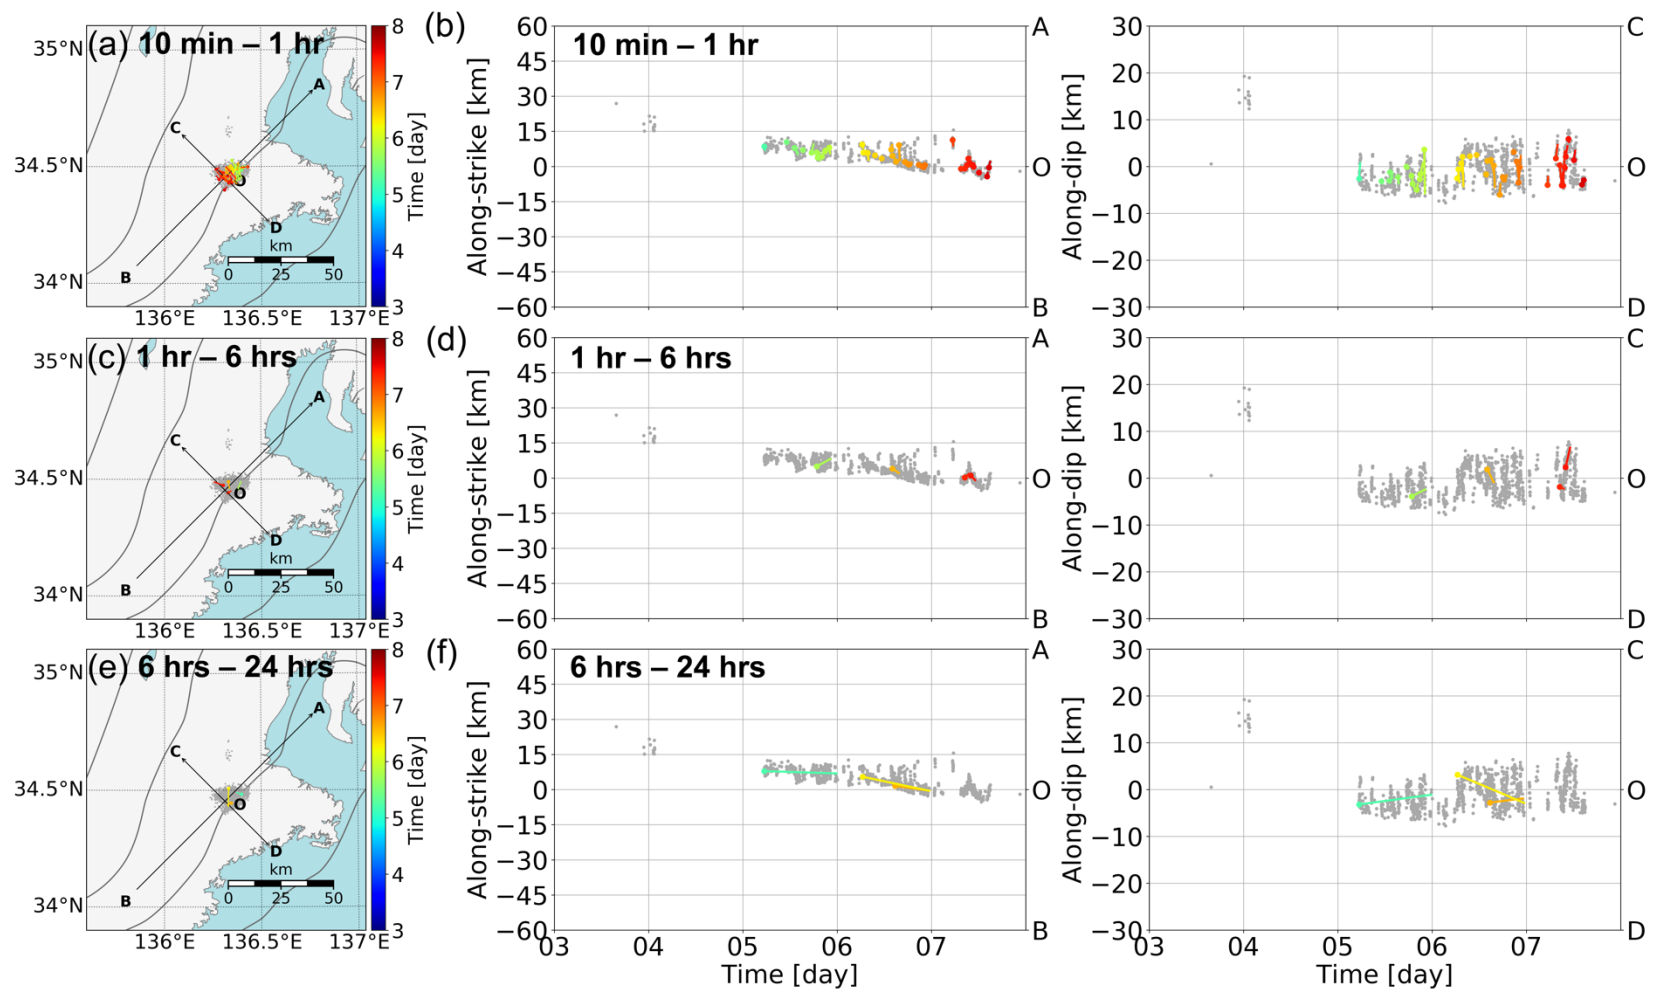 (a) 10 min – 1 hr
35°N
34.5°N
34°N
136°E 136.5°E 137°E
A
C
O
D
B
km
0 25 50
8
7
6
5
4
3
Time [day]
(b)
10 min – 1 hr
60
45
30
15
0
−15
−30
−45
−60
Along-strike [km]
A
O
B
30
20
10
0
−10
−20
−30
Along-dip [km]
C
O
D
(c) 1 hr – 6 hrs
35°N
34.5°N
34°N
136°E 136.5°E 137°E
A
C
O
D
B
km
0 25 50
8
7
6
5
4
3
Time [day]
(d)
1 hr – 6 hrs
60
45
30
15
0
−15
−30
−45
−60
Along-strike [km]
A
O
B
30
20
10
0
−10
−20
−30
Along-dip [km]
C
O
D
(e) 6 hrs – 24 hrs
35°N
34.5°N
34°N
136°E 136.5°E 137°E
A
C
O
D
B
km
0 25 50
8
7
6
5
4
3
Time [day]
(f)
6 hrs – 24 hrs
60
45
30
15
0
−15
−30
−45
−60
Along-strike [km]
A
O
B
03 04 05 06 07
Time [day]
30
20
10
0
−10
−20
−30
Along-dip [km]
C
O
D
03 04 05 06 07
Time [day]